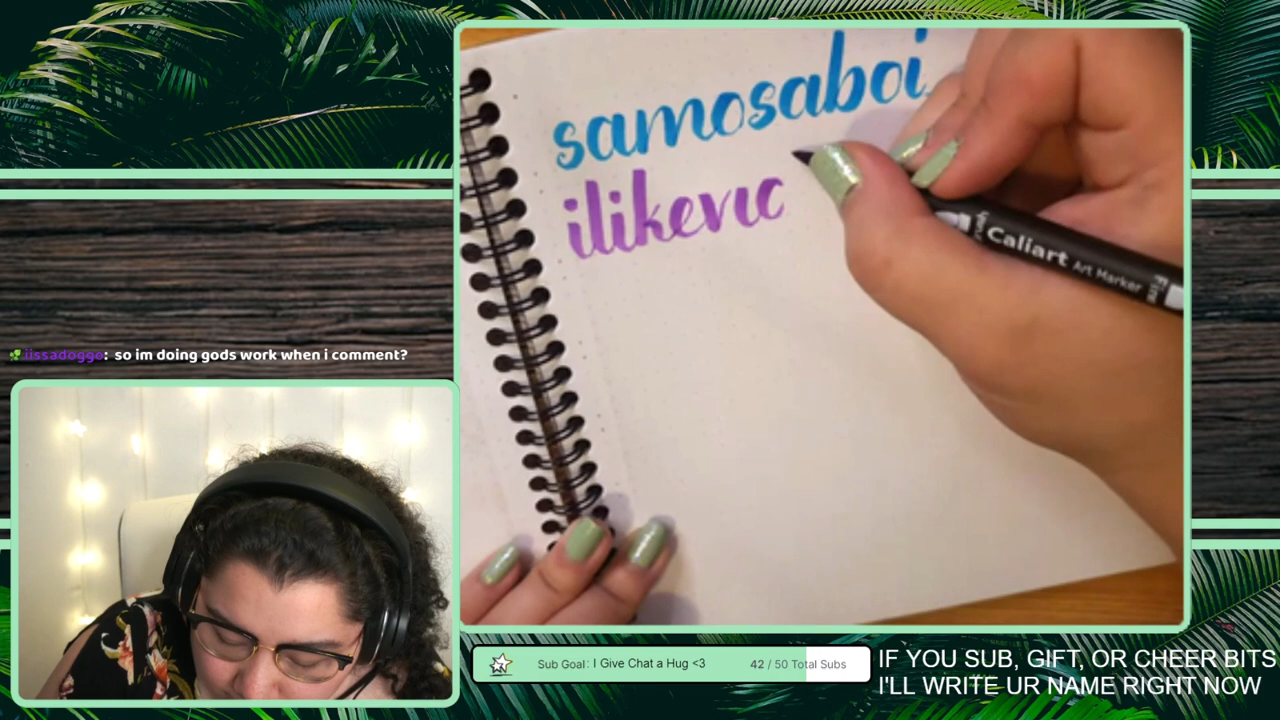 samosaboi
ilikevic
Caliart Art Marker
iissadoggo: so im doing gods work when i comment?
Sub Goal: I Give Chat a Hug <3 42 / 50 Total Subs
IF YOU SUB, GIFT, OR CHEER BITS
I'LL WRITE UR NAME RIGHT NOW